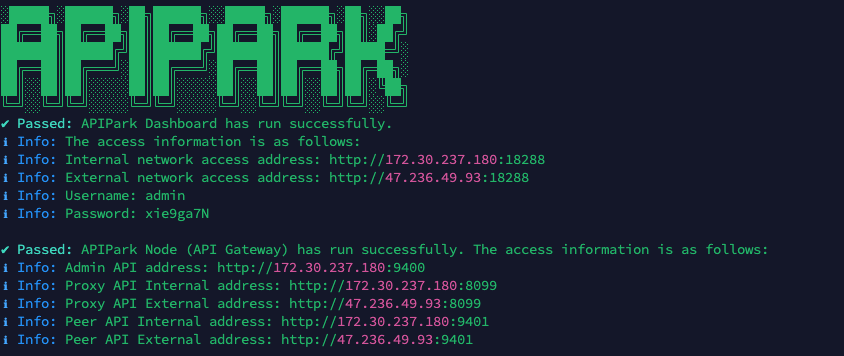 APIPARK
✔ Passed: APIPark Dashboard has run successfully.
ℹ Info: The access information is as follows:
ℹ Info: Internal network access address: http://172.30.237.180:18288
ℹ Info: External network access address: http://47.236.49.93:18288
ℹ Info: Username: admin
ℹ Info: Password: xie9ga7N
✔ Passed: APIPark Node (API Gateway) has run successfully. The access information is as follows:
ℹ Info: Admin API address: http://172.30.237.180:9400
ℹ Info: Proxy API Internal address: http://172.30.237.180:8099
ℹ Info: Proxy API External address: http://47.236.49.93:8099
ℹ Info: Peer API Internal address: http://172.30.237.180:9401
ℹ Info: Peer API External address: http://47.236.49.93:9401